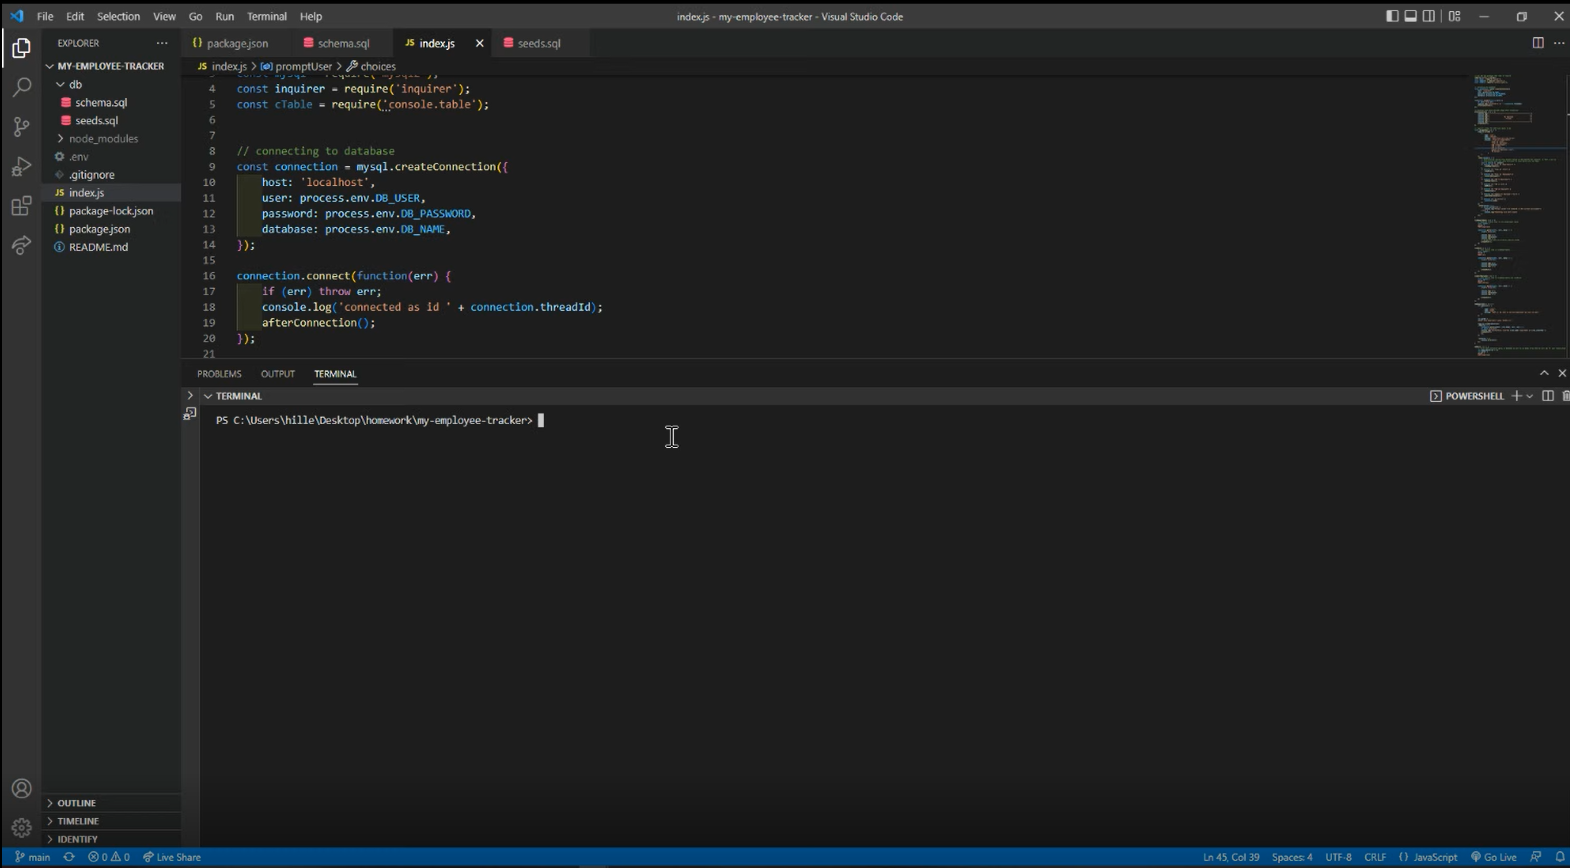 File Edit Selection View Go Run Terminal Help
index.js - my-employee-tracker - Visual Studio Code
EXPLORER
MY-EMPLOYEE-TRACKER
db
schema.sql
seeds.sql
node_modules
.env
.gitignore
JS index.js
{} package-lock.json
{} package.json
README.md
OUTLINE
TIMELINE
IDENTIFY
{} package.json schema.sql JS index.js seeds.sql
JS index.js > promptUser > choices
4 const inquirer = require('inquirer');
5 const cTable = require('console.table');
6
7
8 // connecting to database
9 const connection = mysql.createConnection({
10 host: 'localhost',
11 user: process.env.DB_USER,
12 password: process.env.DB_PASSWORD,
13 database: process.env.DB_NAME,
14 });
15
16 connection.connect(function(err) {
17 if (err) throw err;
18 console.log('connected as id ' + connection.threadId);
19 afterConnection();
20 });
21
PROBLEMS OUTPUT TERMINAL
TERMINAL
POWERSHELL
PS C:\Users\hille\Desktop\homework\my-employee-tracker>
main 0 0 Live Share
Ln 45, Col 39 Spaces: 4 UTF-8 CRLF {} JavaScript Go Live